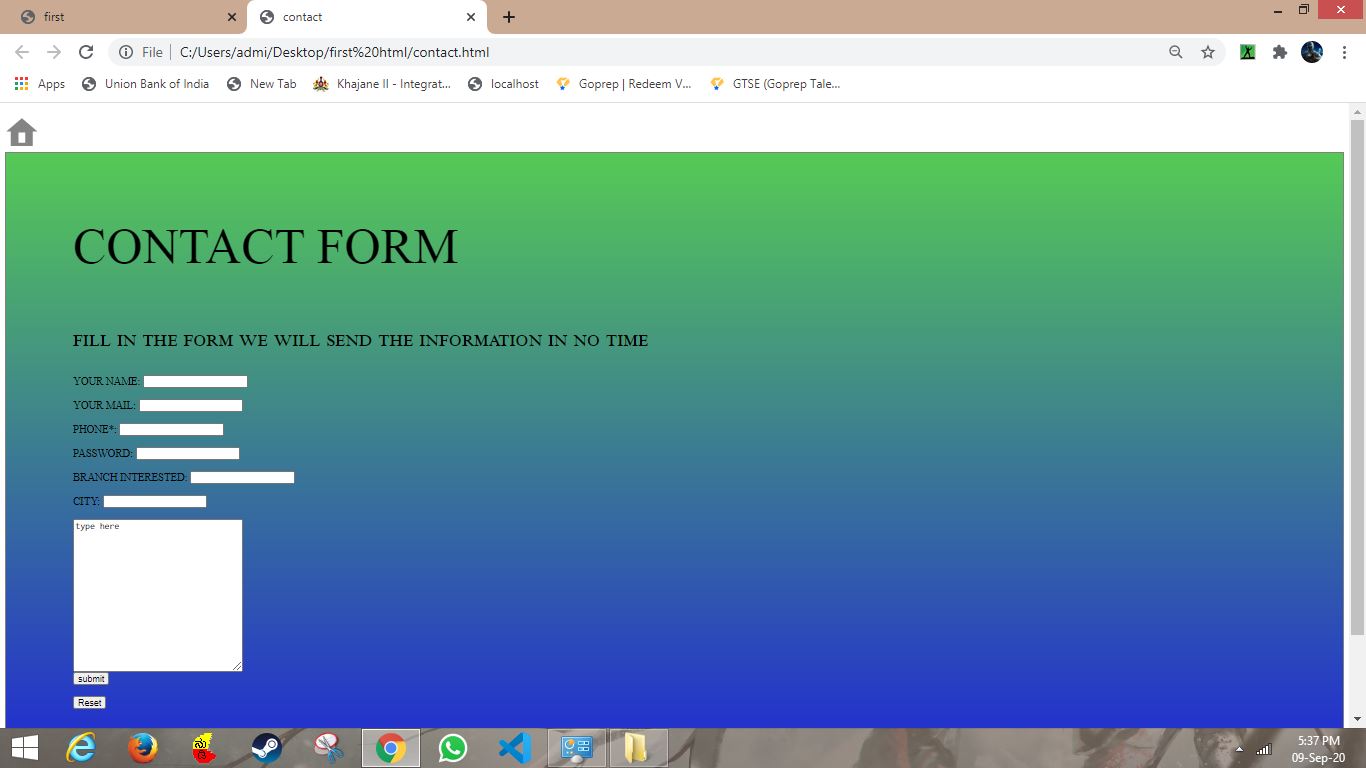 first
contact
File
C:/Users/admi/Desktop/first%20html/contact.html
Apps
Union Bank of India
New Tab
Khajane II - Integrat...
localhost
Goprep | Redeem V...
GTSE (Goprep Tale...
CONTACT FORM
FILL IN THE FORM WE WILL SEND THE INFORMATION IN NO TIME
YOUR NAME:
YOUR MAIL:
PHONE*:
PASSWORD:
BRANCH INTERESTED:
CITY:
type here
submit
Reset
5:37 PM
09-Sep-20